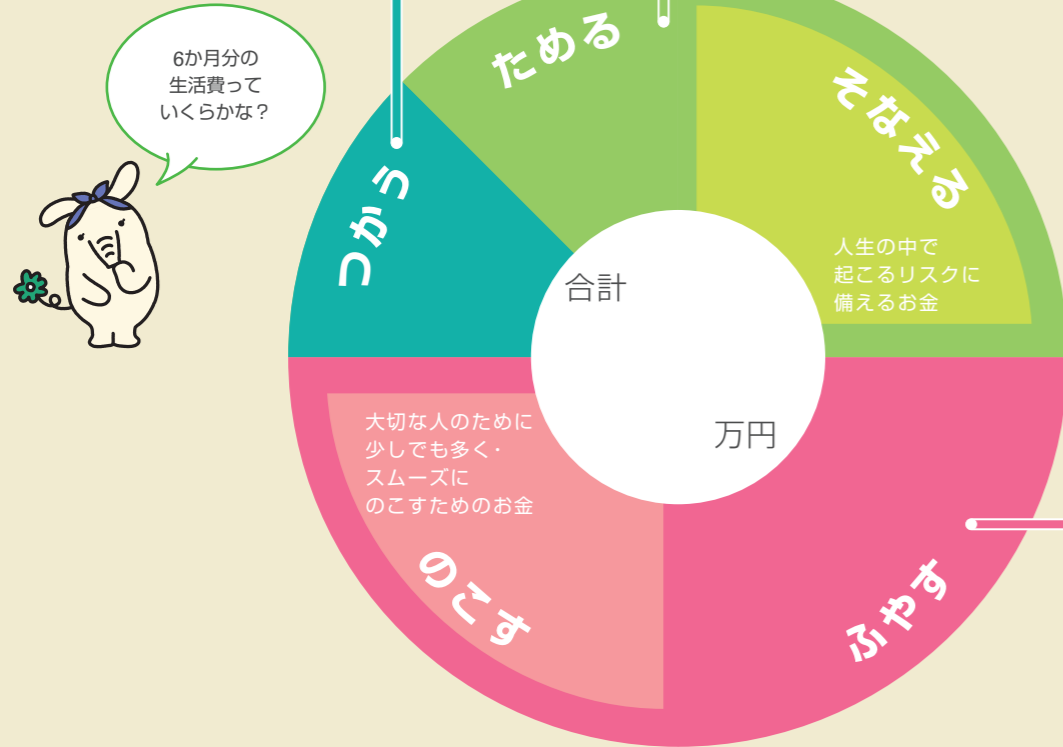 6か月分の
生活費って
いくらかな？
ためる
そなえる
人生の中で
起こるリスクに
備えるお金
つかう
合計
万円
大切な人のために
少しでも多く・
スムーズに
のこすためのお金
のこす
ふやす